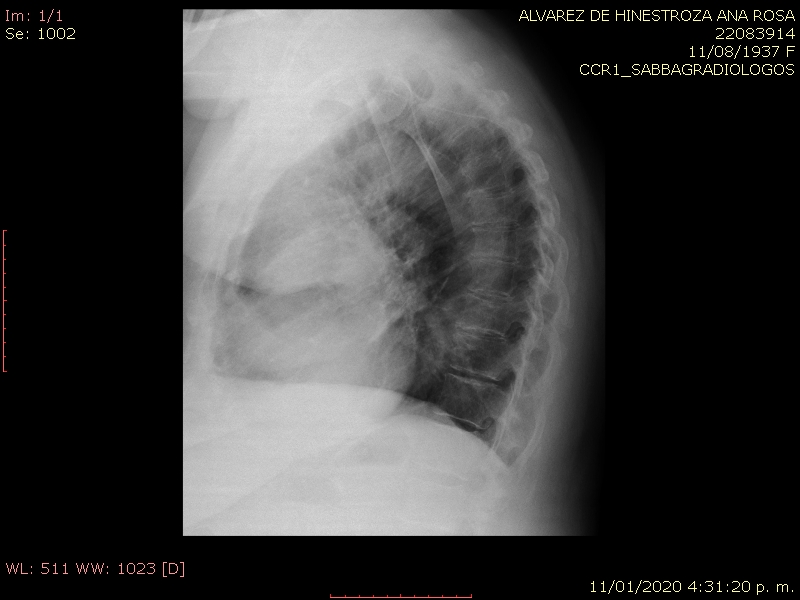 Im: 1/1
Se: 1002
ALVAREZ DE HINESTROZA ANA ROSA
22083914
11/08/1937 F
CCR1_SABBAGRADIOLOGOS
WL: 511 WW: 1023 [D]
11/01/2020 4:31:20 p. m.